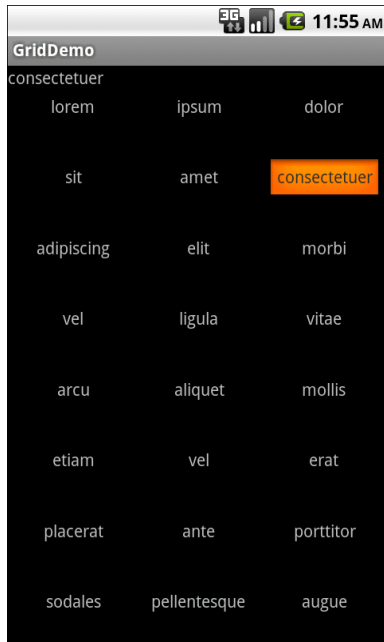 3G 11:55 AM
GridDemo
consectetuer
lorem ipsum dolor
sit amet consectetuer
adipiscing elit morbi
vel ligula vitae
arcu aliquet mollis
etiam vel erat
placerat ante porttitor
sodales pellentesque augue